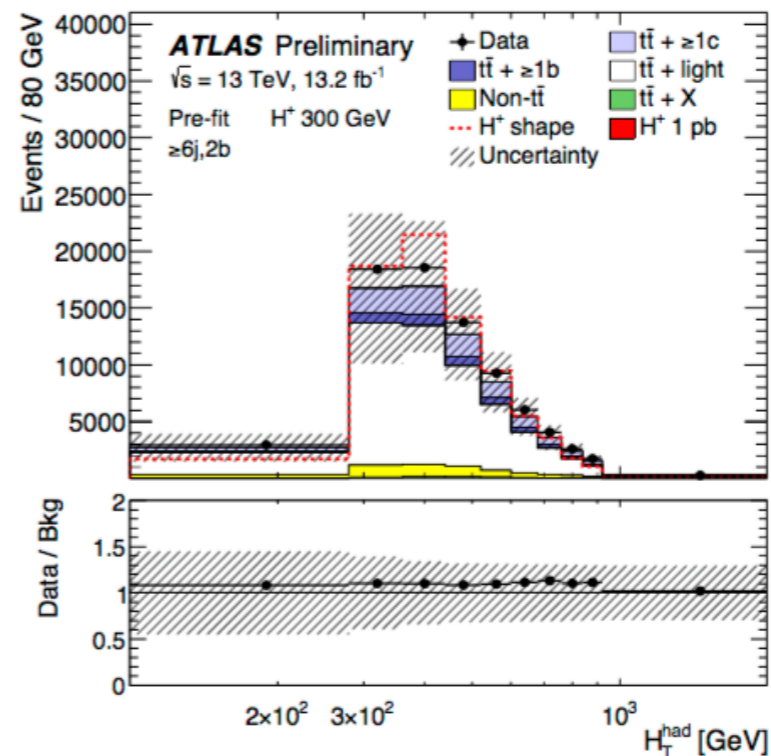 Events / 80 GeV
40000
35000
30000
25000
20000
15000
10000
5000
ATLAS Preliminary
√s = 13 TeV, 13.2 fb⁻¹
Pre-fit H⁺ 300 GeV
≥6j,2b
Data
tt̄ + ≥1c
tt̄ + ≥1b
tt̄ + light
Non-tt̄
tt̄ + X
H⁺ shape
H⁺ 1 pb
Uncertainty
Data / Bkg
2
1.5
1
0.5
0
2×10² 3×10² 10³
H_T^had [GeV]